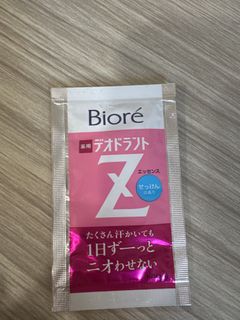 Bioré
薬用 デオドラント
Z
エッセンス
せっけん
の香り
たくさん汗かいても
1日ずーっと
ニオわせない